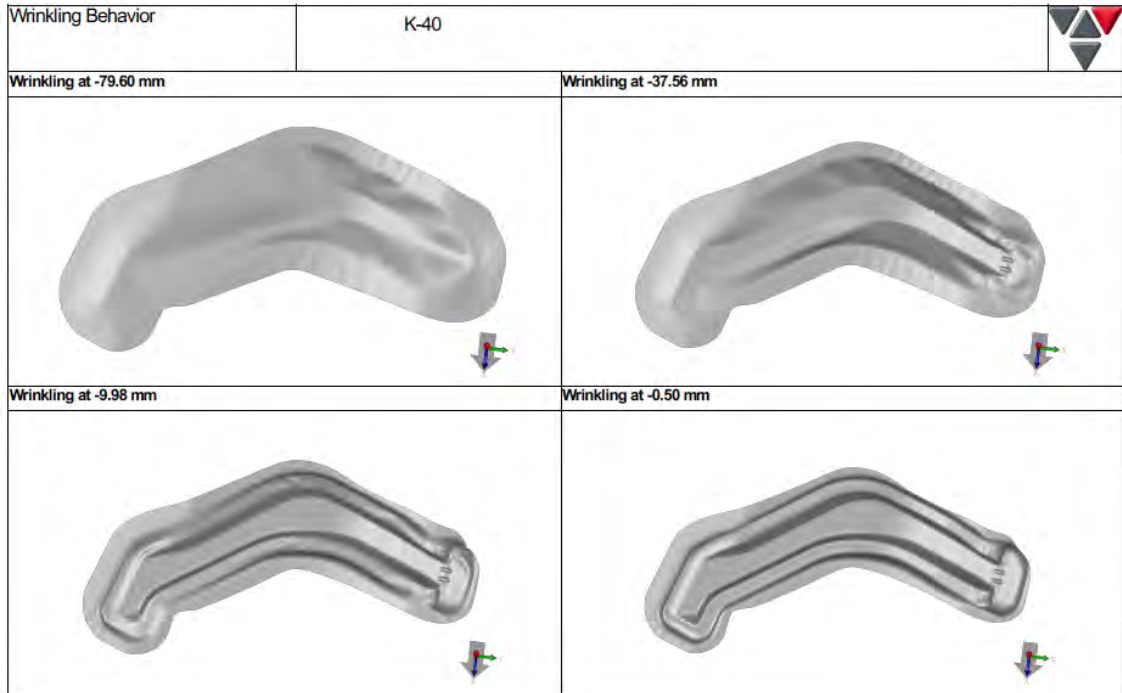 Wrinkling Behavior
K-40
Wrinkling at -79.60 mm
Wrinkling at -37.56 mm
Wrinkling at -9.98 mm
Wrinkling at -0.50 mm